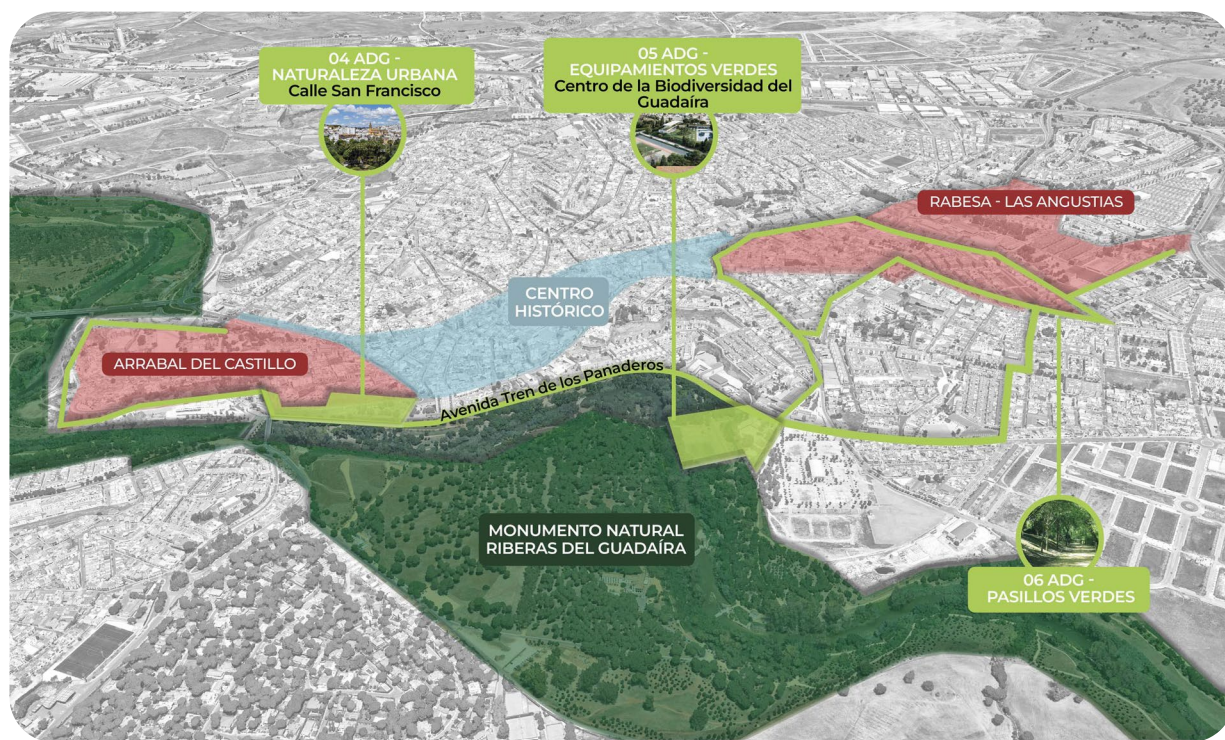 04 ADG -
NATURALEZA URBANA
Calle San Francisco
05 ADG -
EQUIPAMIENTOS VERDES
Centro de la Biodiversidad del
Guadaíra
RABESA - LAS ANGUSTIAS
CENTRO
HISTÓRICO
ARRABAL DEL CASTILLO
Avenida Tren de los Panaderos
MONUMENTO NATURAL
RIBERAS DEL GUADAÍRA
06 ADG -
PASILLOS VERDES